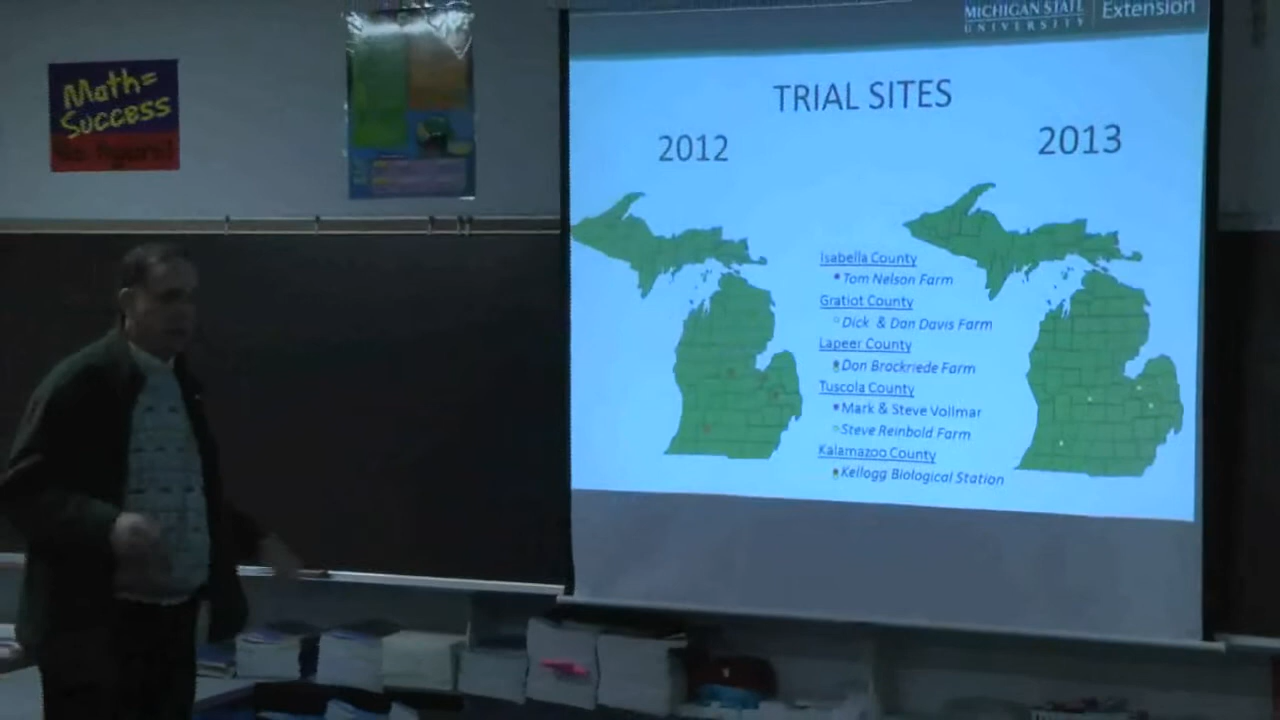 MICHIGAN STATE
UNIVERSITY
Extension
Math=
Success
TRIAL SITES
2012
2013
Isabella County
Tom Nelson Farm
Gratiot County
Dick & Dan Davis Farm
Lapeer County
Don Brockriede Farm
Tuscola County
Mark & Steve Vollmar
Steve Reinbold Farm
Kalamazoo County
Kellogg Biological Station